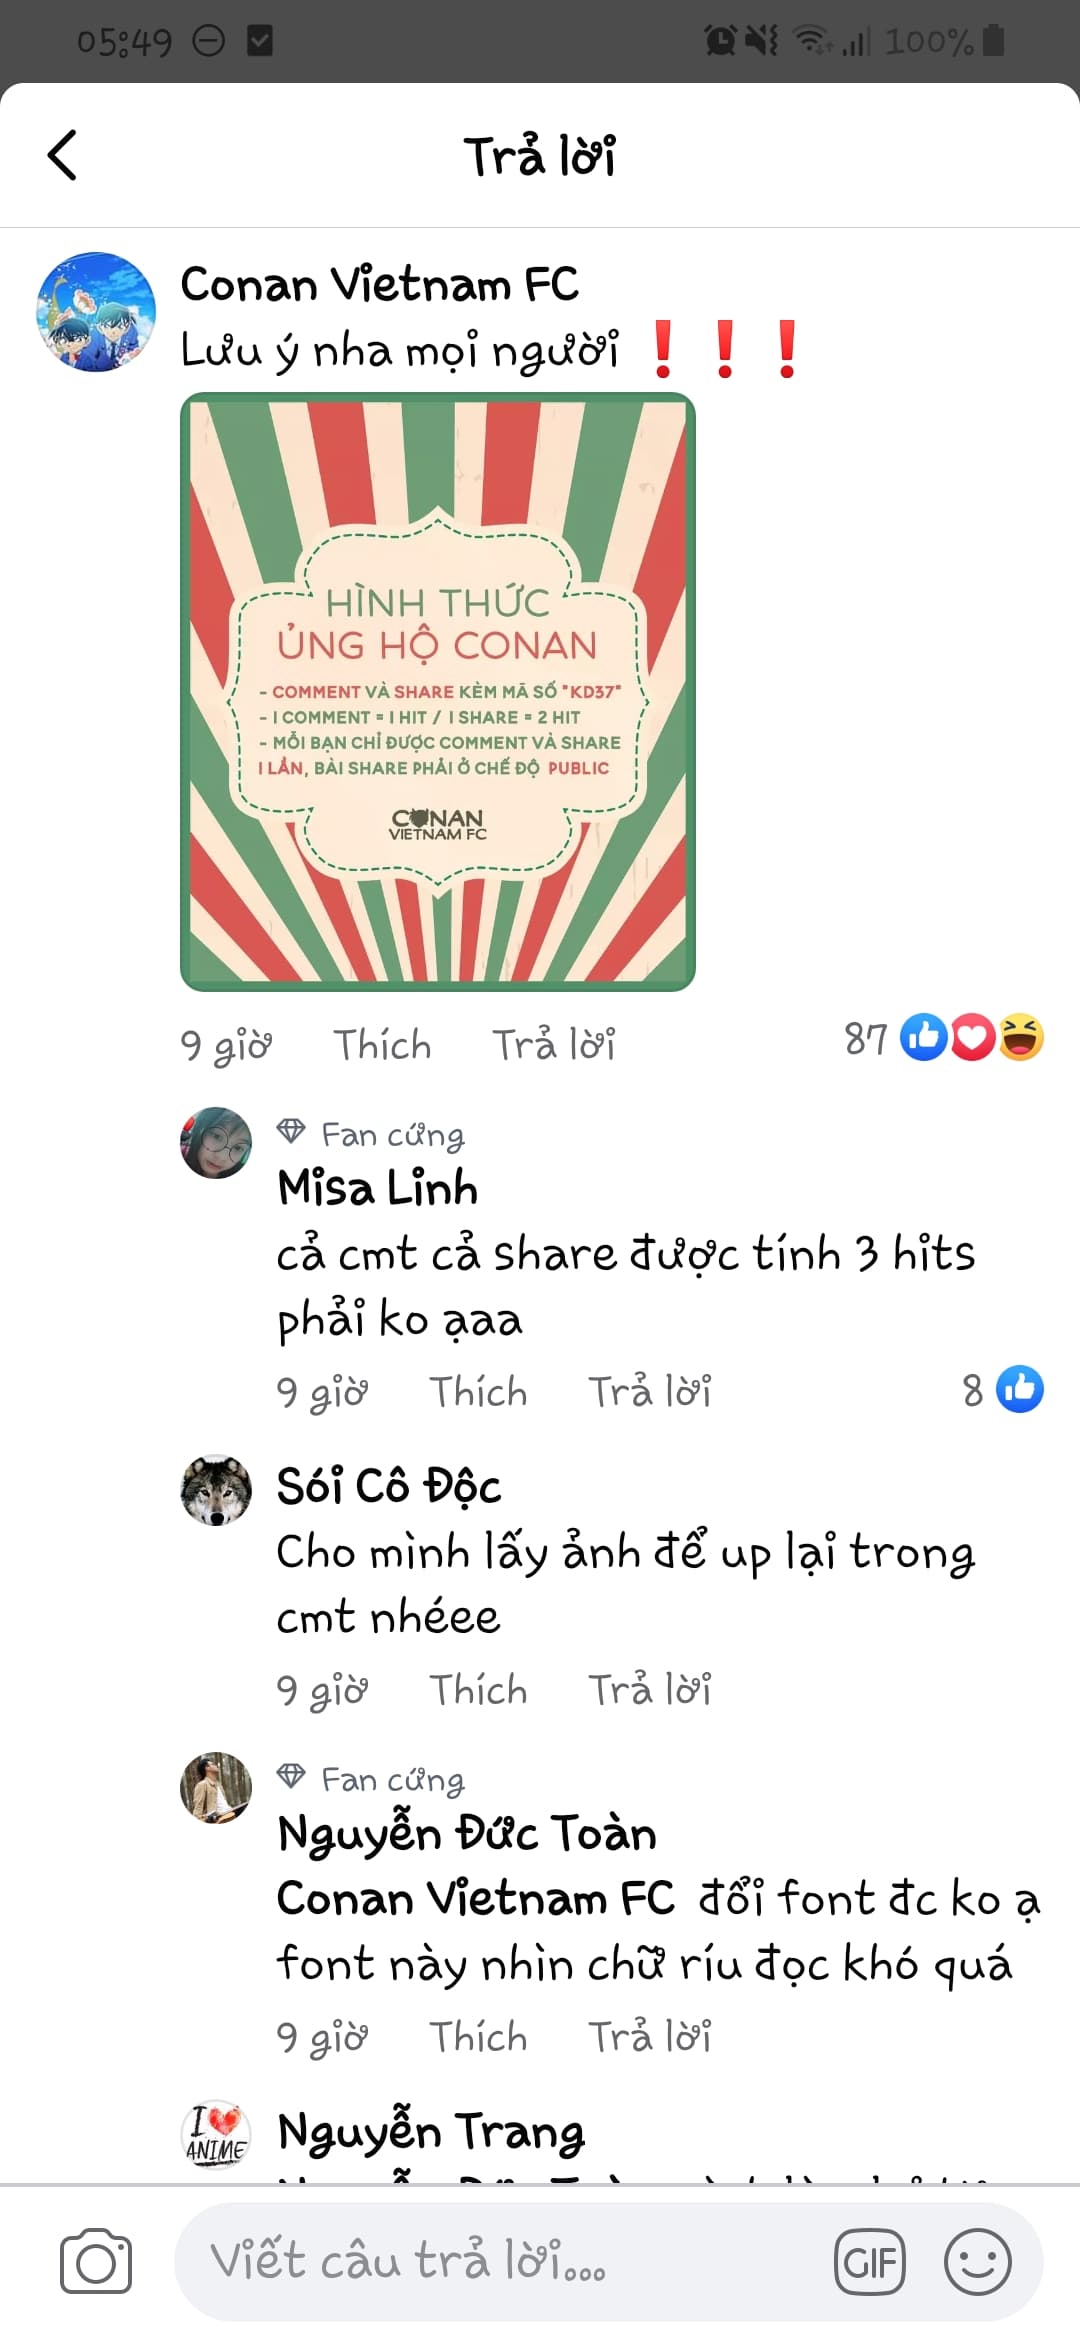 05:49
100%
Trả lời
Conan Vietnam FC
Lưu ý nha mọi người ❗❗❗
HÌNH THỨC
ỦNG HỘ CONAN
- COMMENT VÀ SHARE KÈM MÃ SỐ "KD37"
- 1 COMMENT = 1 HIT / 1 SHARE = 2 HIT
- MỖI BẠN CHỈ ĐƯỢC COMMENT VÀ SHARE
1 LẦN, BÀI SHARE PHẢI Ở CHẾ ĐỘ PUBLIC
CONAN
VIETNAM FC
9 giờ Thích Trả lời 87
Fan cứng
Misa Linh
cả cmt cả share được tính 3 hits
phải ko ạaa
9 giờ Thích Trả lời 8
Sói Cô Độc
Cho mình lấy ảnh để up lại trong
cmt nhéee
9 giờ Thích Trả lời
Fan cứng
Nguyễn Đức Toàn
Conan Vietnam FC đổi font đc ko ạ
font này nhìn chữ ríu đọc khó quá
9 giờ Thích Trả lời
I
ANIME
Nguyễn Trang
Viết câu trả lời...
GIF